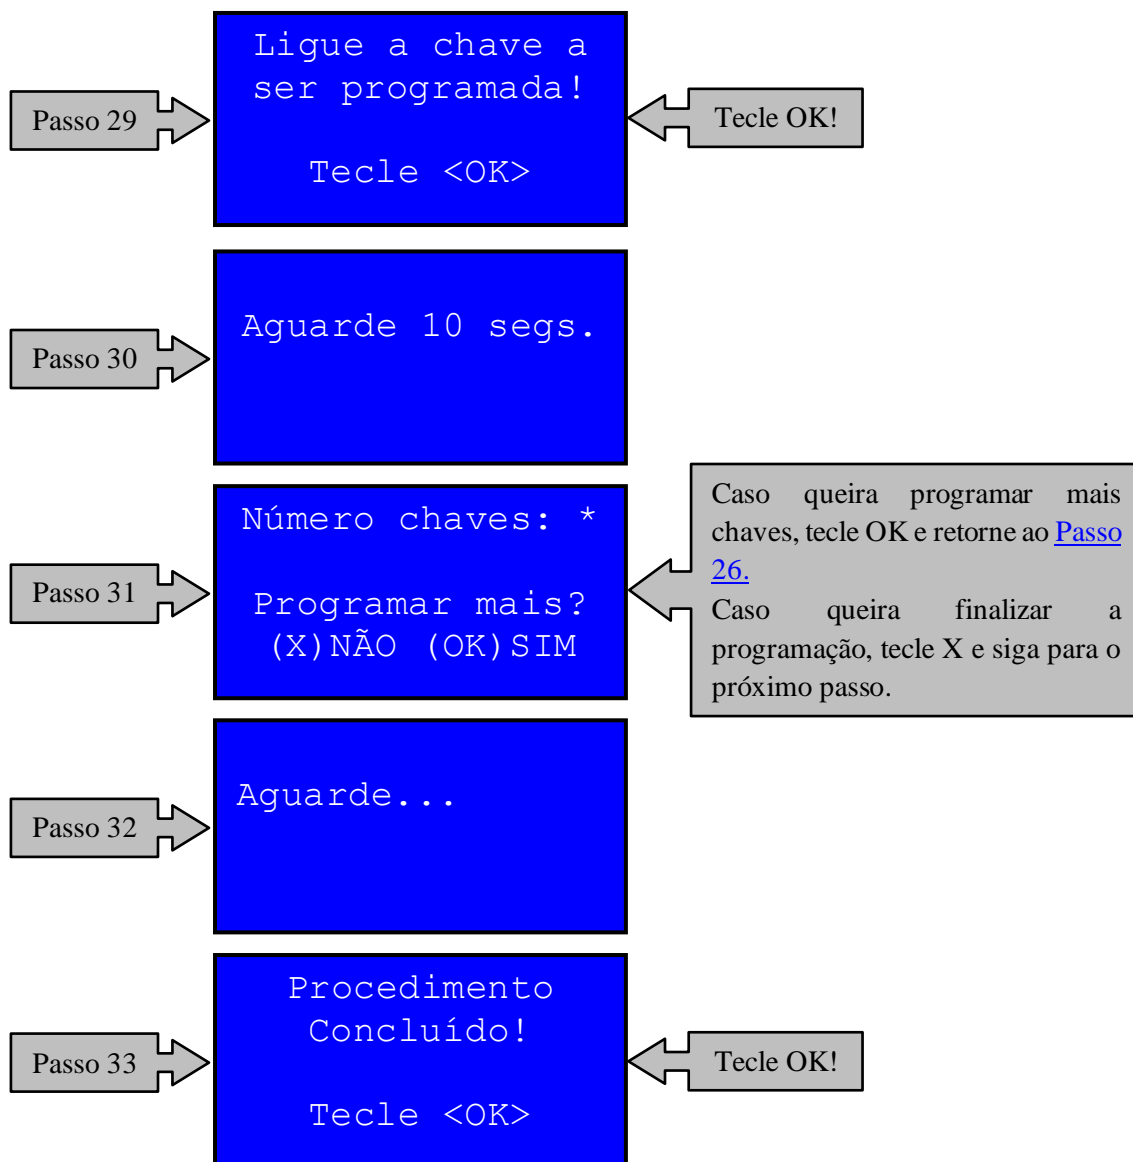 Ligue a chave a
ser programada!
Passo 29
Tecle OK!
Tecle <OK>
Aguarde 10 segs.
Passo 30
Número chaves: *
Passo 31
Programar mais?
(X)NÃO (OK)SIM
Caso queira programar mais
chaves, tecle OK e retorne ao Passo
26.
Caso queira finalizar a
programação, tecle X e siga para o
próximo passo.
Aguarde...
Passo 32
Procedimento
Concluído!
Passo 33
Tecle OK!
Tecle <OK>